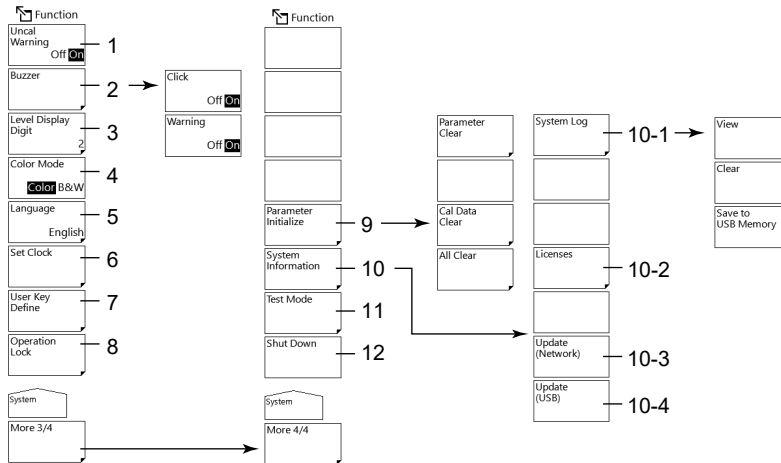 Function
Uncal
Warning
Off On
1
Buzzer
2
Click
Off On
Warning
Off On
Level Display
Digit
2
3
Color Mode
Color B&W
4
Language
English
5
Set Clock
6
User Key
Define
7
Operation
Lock
8
System
More 3/4
Function
Parameter
Initialize
9
System
Information
10
Test Mode
11
Shut Down
12
System
More 4/4
Parameter
Clear
Cal Data
Clear
All Clear
System Log
10-1
Licenses
10-2
Update
(Network)
10-3
Update
(USB)
10-4
View
Clear
Save to
USB Memory